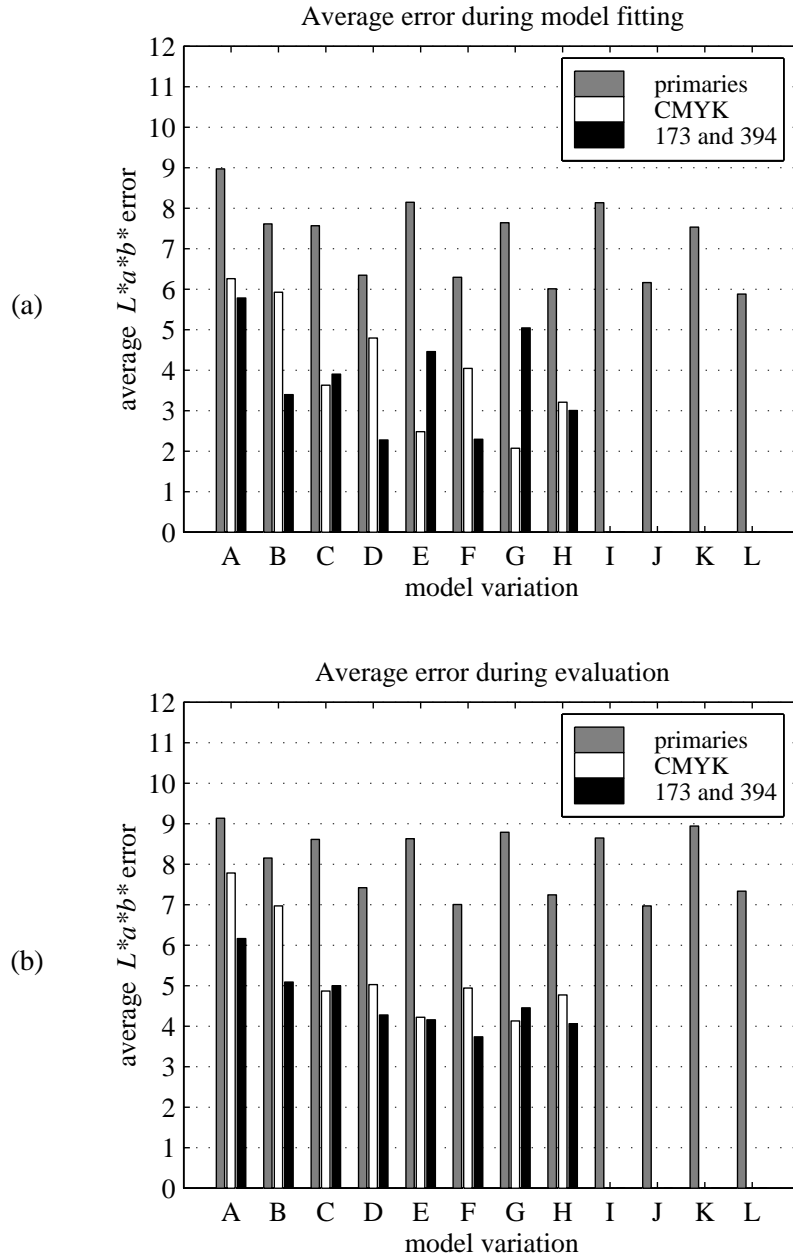 Average error during model fitting
(a)
average L*a*b* error
12
11
10
9
8
7
6
5
4
3
2
1
0
primaries
CMYK
173 and 394
A B C D E F G H I J K L
model variation
Average error during evaluation
(b)
average L*a*b* error
12
11
10
9
8
7
6
5
4
3
2
1
0
primaries
CMYK
173 and 394
A B C D E F G H I J K L
model variation